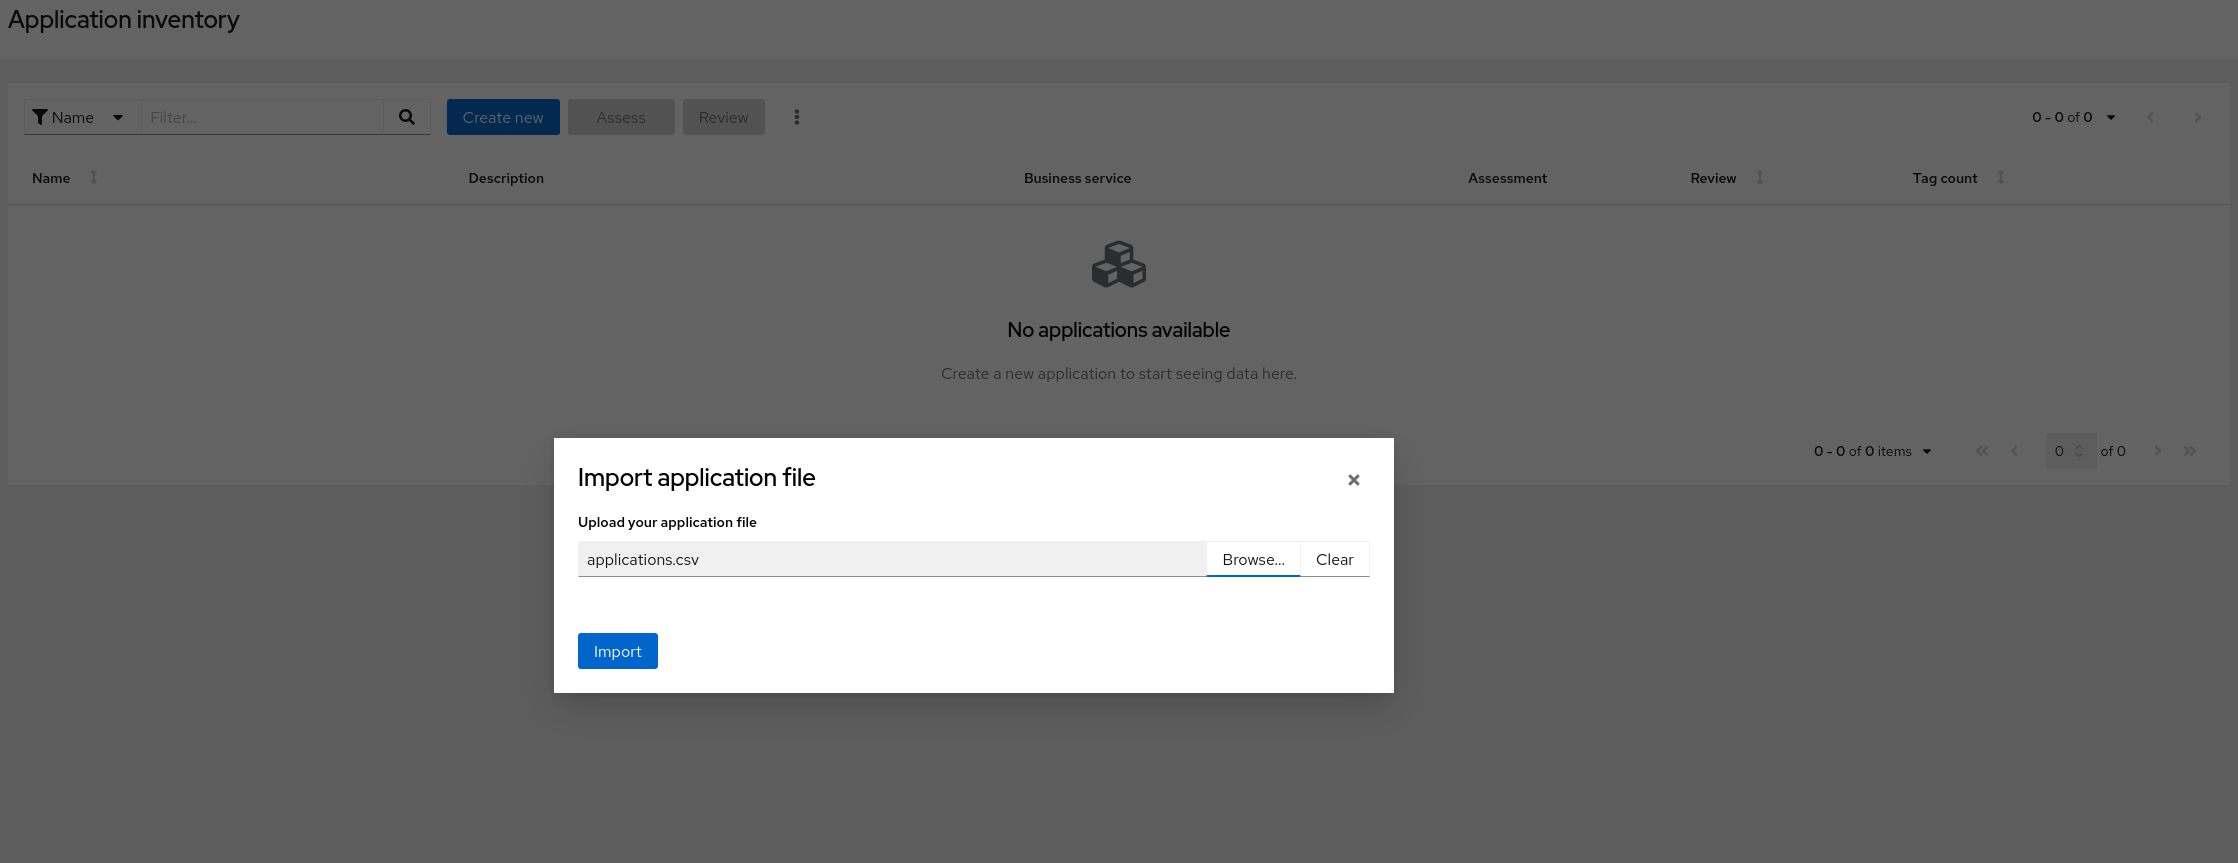 Application inventory
Name Filter... Create new Assess Review 0 - 0 of 0
Name Description Business service Assessment Review Tag count
No applications available
Create a new application to start seeing data here.
0 - 0 of 0 items 0 of 0
Import application file
Upload your application file
applications.csv Browse... Clear
Import